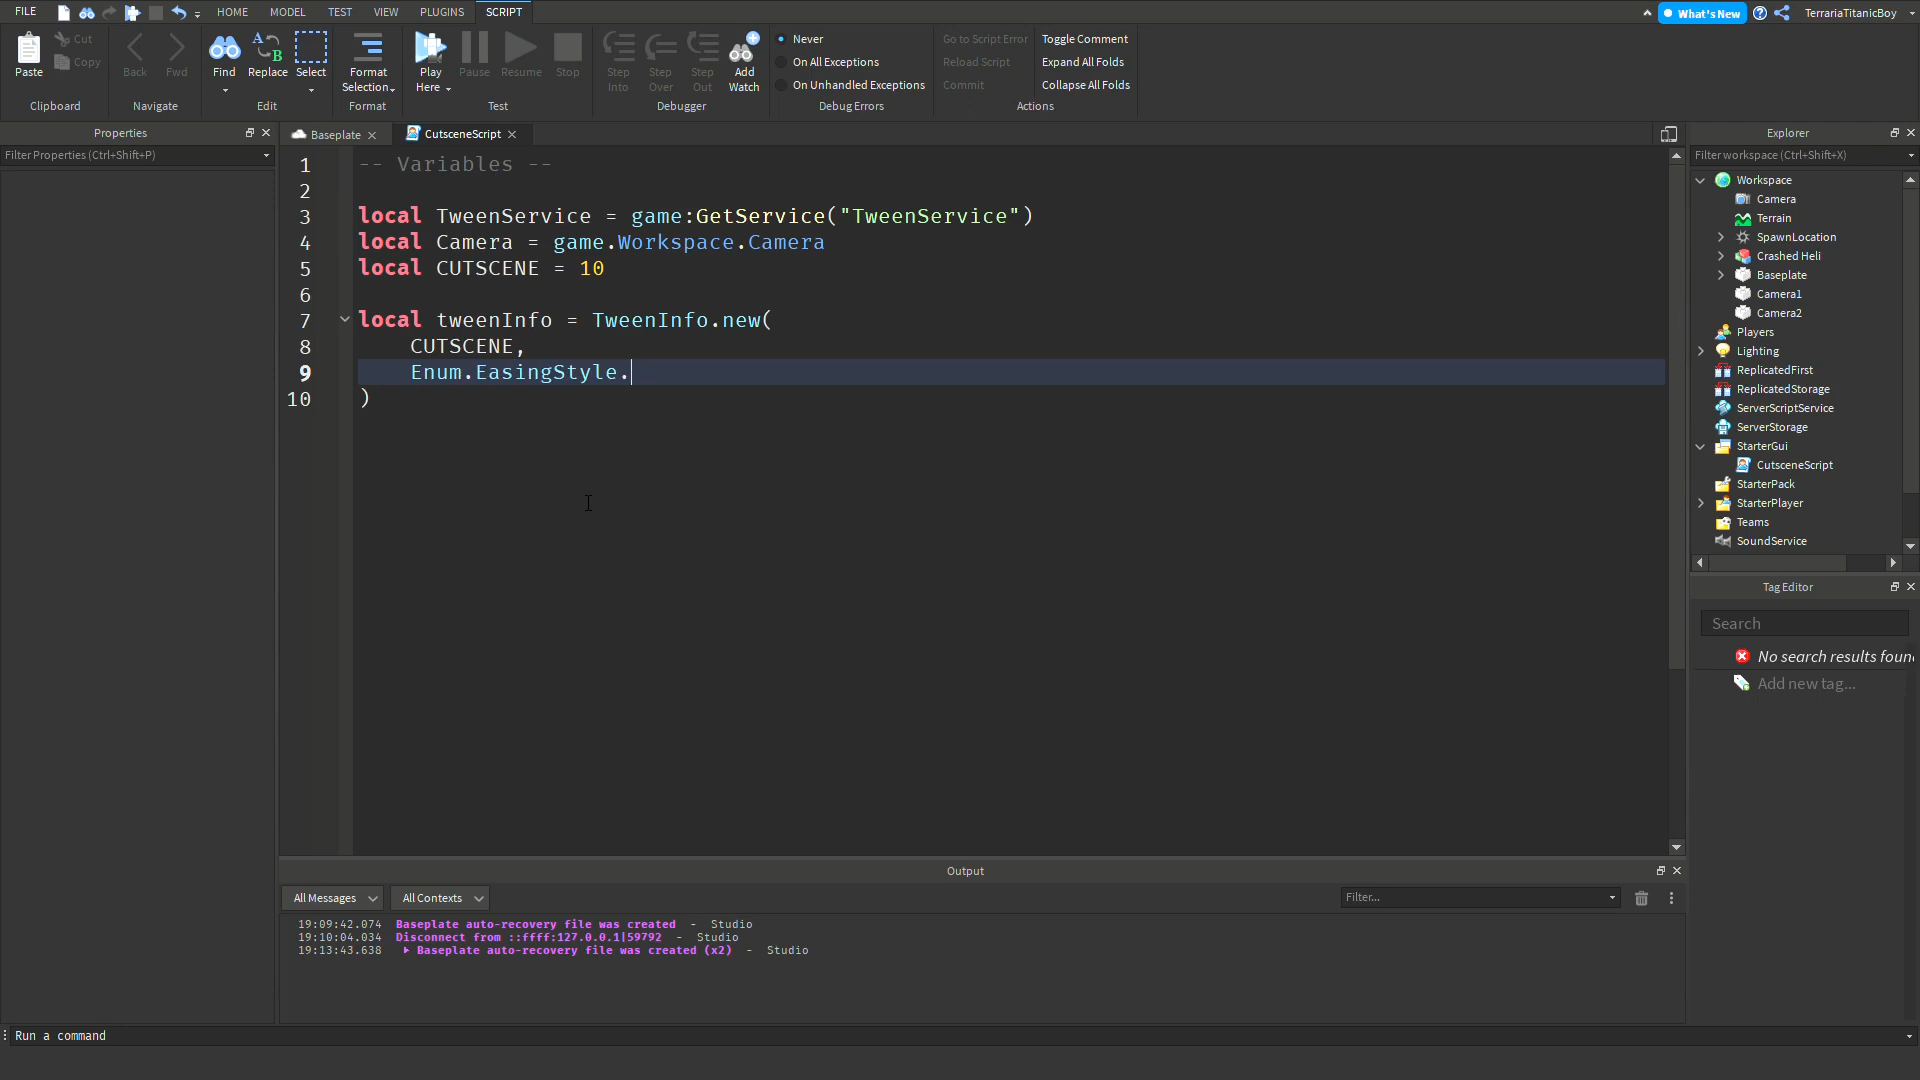 FILE HOME MODEL TEST VIEW PLUGINS SCRIPT What's New TerrariaTitanicBoy
Paste Cut Copy
Clipboard
Back Fwd
Navigate
Find Replace Select
Edit
Format Selection
Format
Play Here Pause Resume Stop
Test
Step Into Step Over Step Out Add Watch
Debugger
Never
On All Exceptions
On Unhandled Exceptions
Debug Errors
Go to Script Error Toggle Comment
Reload Script Expand All Folds
Commit Collapse All Folds
Actions
Properties
Filter Properties (Ctrl+Shift+P)
Baseplate CutsceneScript
1 -- Variables --
2
3 local TweenService = game:GetService("TweenService")
4 local Camera = game.Workspace.Camera
5 local CUTSCENE = 10
6
7 local tweenInfo = TweenInfo.new(
8 CUTSCENE,
9 Enum.EasingStyle.
10 )
Explorer
Filter workspace (Ctrl+Shift+X)
Workspace
Camera
Terrain
SpawnLocation
Crashed Heli
Baseplate
Camera1
Camera2
Players
Lighting
ReplicatedFirst
ReplicatedStorage
ServerScriptService
ServerStorage
StarterGui
CutsceneScript
StarterPack
StarterPlayer
Teams
SoundService
Tag Editor
Search
No search results foun
Add new tag...
Output
All Messages All Contexts Filter...
19:09:42.074 Baseplate auto-recovery file was created - Studio
19:10:04.034 Disconnect from ::ffff:127.0.0.1|59792 - Studio
19:13:43.638 Baseplate auto-recovery file was created (x2) - Studio
Run a command